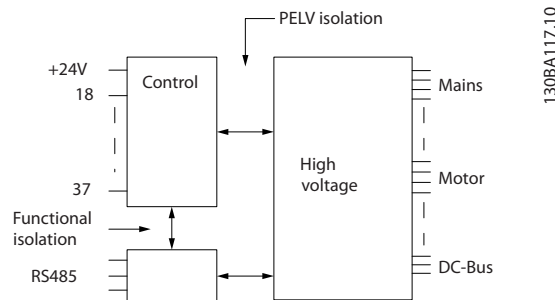 PELV isolation
130BA117.10
+24V
Control
Mains
18
High
voltage
Motor
37
Functional
isolation
DC-Bus
RS485